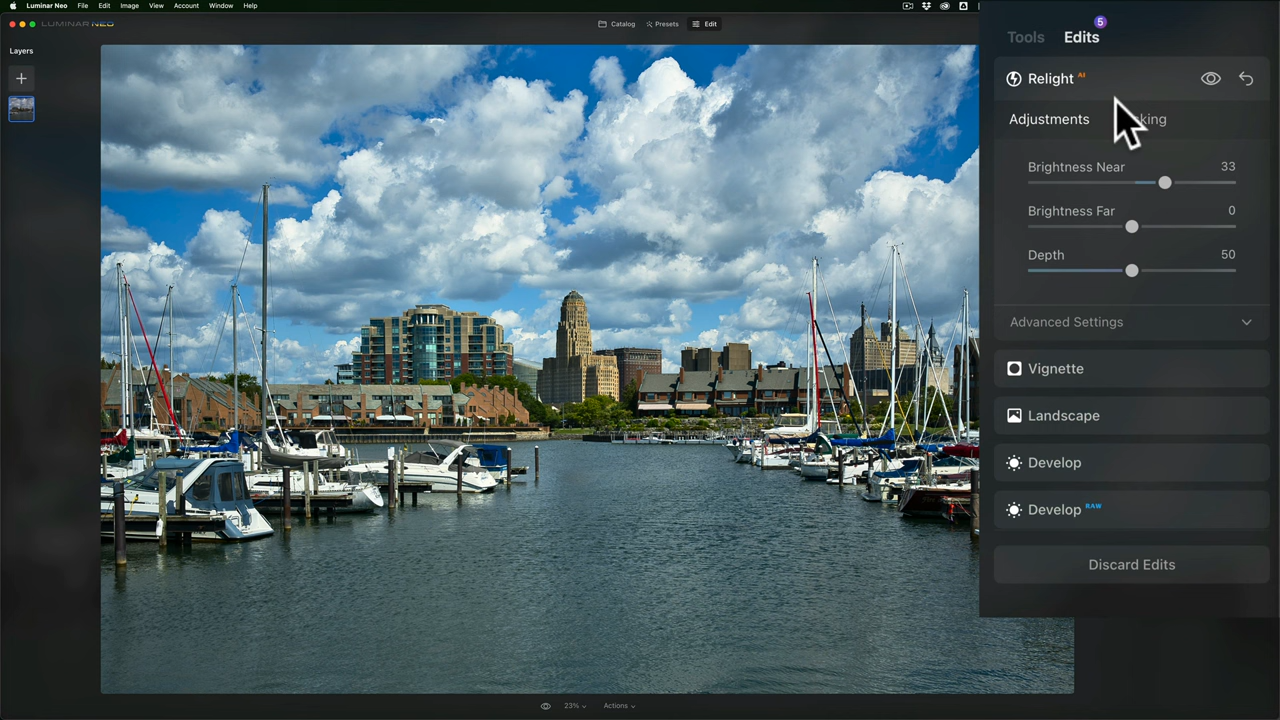 Luminar Neo File Edit Image View Account Window Help
LUMINAR NEO
Catalog Presets Edit
Layers
5
Tools Edits
Relight AI
Adjustments
Brightness Near 33
Brightness Far 0
Depth 50
Advanced Settings
Vignette
Landscape
Develop
Develop RAW
Discard Edits
23% Actions